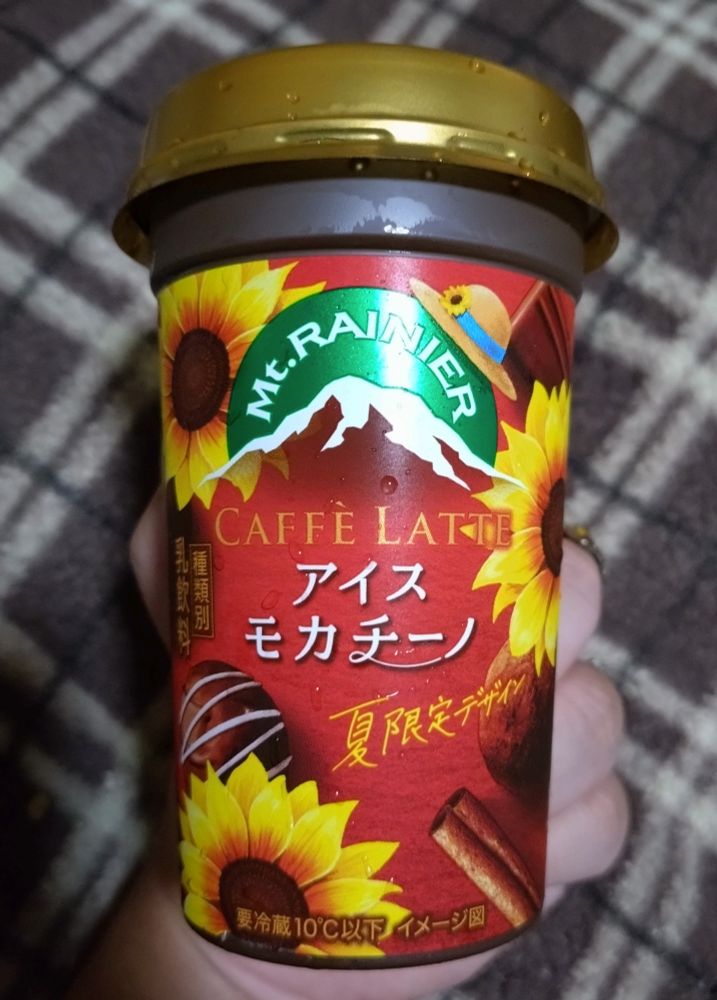 Mt. RAINIER
CAFFÈ LATTE
アイス
モカチーノ
種類別
乳飲料
夏限定デザイン
要冷蔵10℃以下 イメージ図